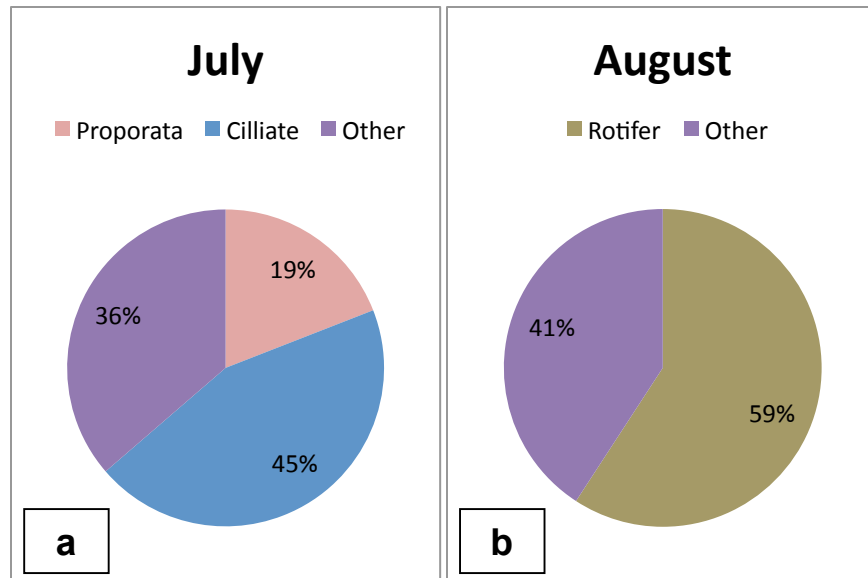 July
Proporata Cilliate Other
19%
36%
45%
a
August
Rotifer Other
41%
59%
b